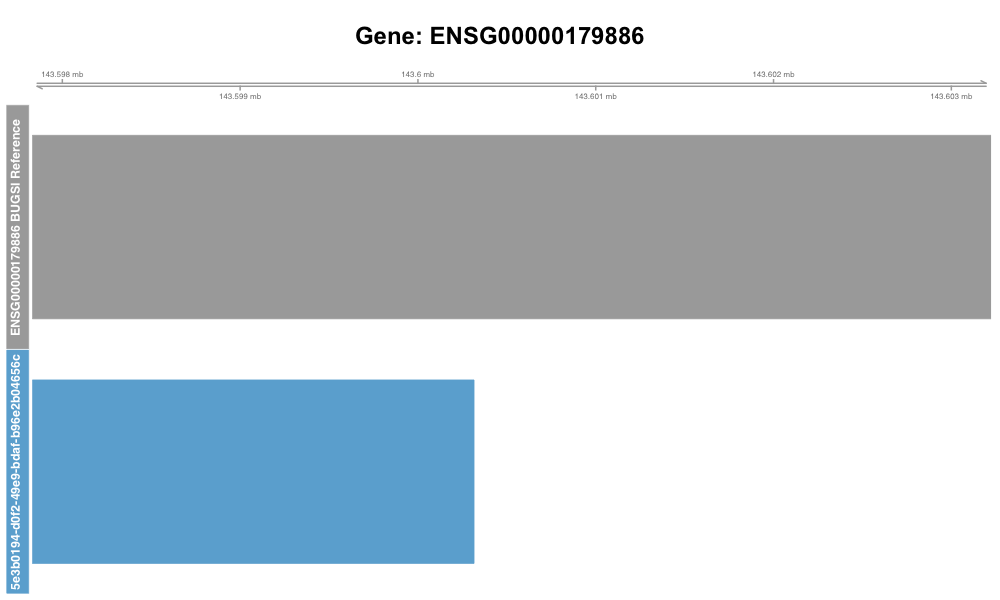 Gene: ENSG00000179886
143.598 mb
143.6 mb
143.602 mb
143.599 mb
143.601 mb
143.603 mb
ENSG00000179886 BUGSI Reference
5e3b0194-d0f2-49e9-bdaf-b96e2b04656c